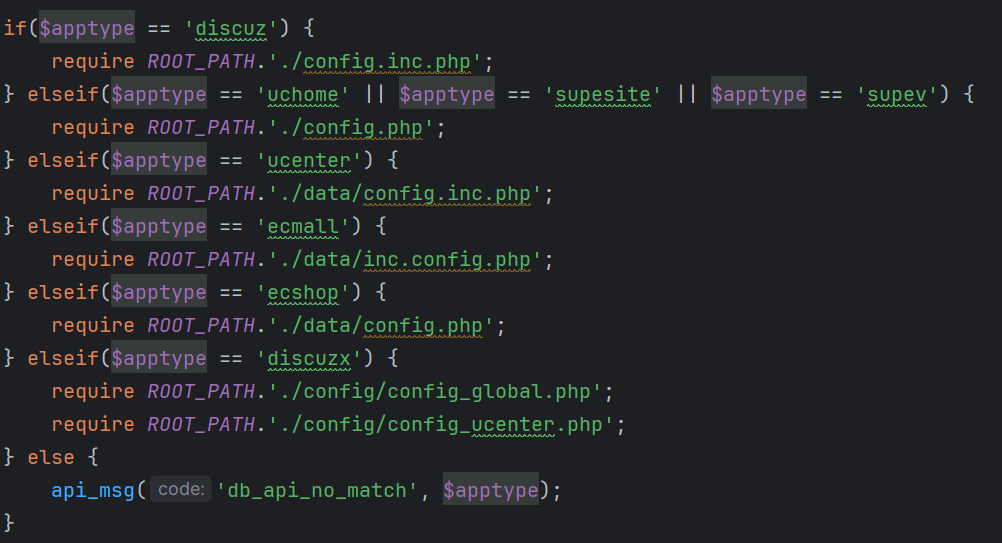 if($apptype == 'discuz') {
    require ROOT_PATH.'./config.inc.php';
} elseif($apptype == 'uchome' || $apptype == 'supesite' || $apptype == 'supev') {
    require ROOT_PATH.'./config.php';
} elseif($apptype == 'ucenter') {
    require ROOT_PATH.'./data/config.inc.php';
} elseif($apptype == 'ecmall') {
    require ROOT_PATH.'./data/inc.config.php';
} elseif($apptype == 'ecshop') {
    require ROOT_PATH.'./data/config.php';
} elseif($apptype == 'discuzx') {
    require ROOT_PATH.'./config/config_global.php';
    require ROOT_PATH.'./config/config_ucenter.php';
} else {
    api_msg( code: 'db_api_no_match', $apptype);
}